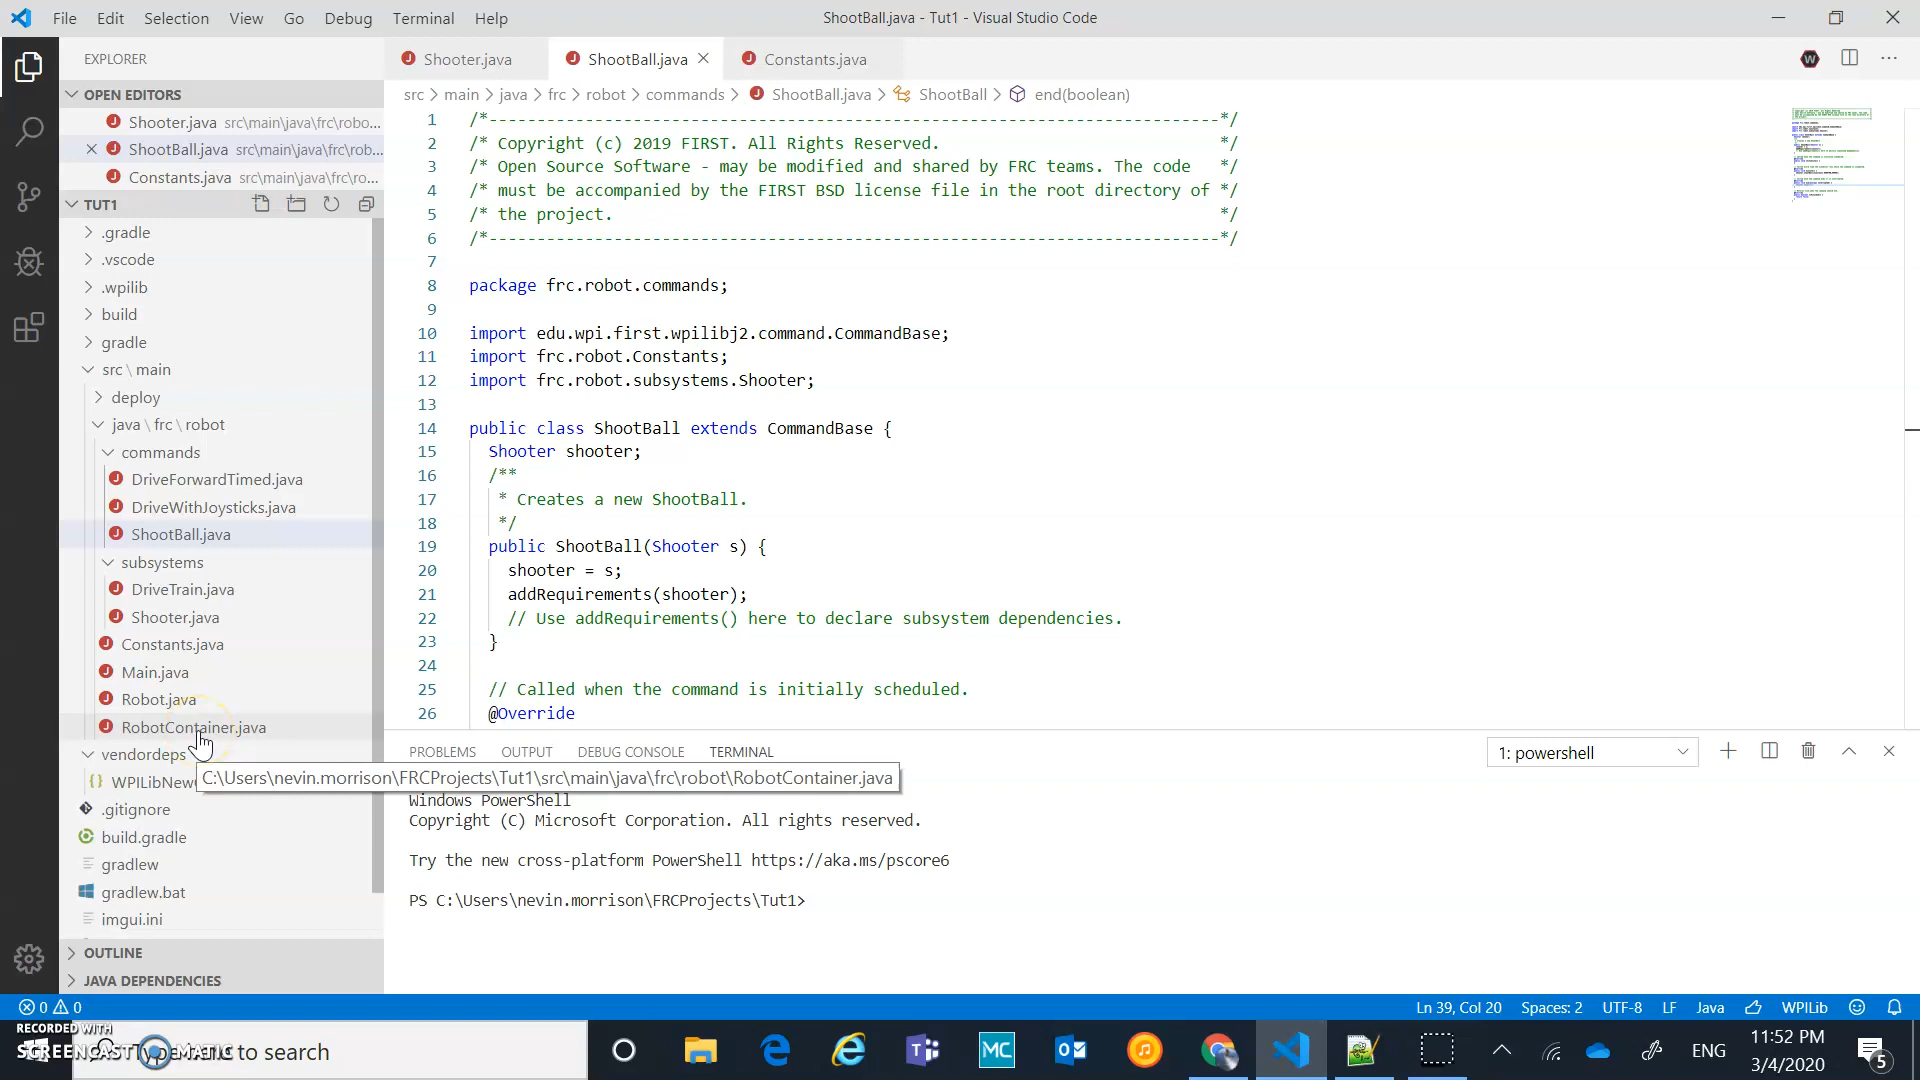 File Edit Selection View Go Debug Terminal Help
ShootBall.java - Tut1 - Visual Studio Code
EXPLORER
OPEN EDITORS
Shooter.java src\main\java\frc\robo...
ShootBall.java src\main\java\frc\rob...
Constants.java src\main\java\frc\ro...
TUT1
.gradle
.vscode
.wpilib
build
gradle
src \ main
deploy
java \ frc \ robot
commands
DriveForwardTimed.java
DriveWithJoysticks.java
ShootBall.java
subsystems
DriveTrain.java
Shooter.java
Constants.java
Main.java
Robot.java
RobotContainer.java
vendordeps
WPILibNew
C:\Users\nevin.morrison\FRCProjects\Tut1\src\main\java\frc\robot\RobotContainer.java
.gitignore
build.gradle
gradlew
gradlew.bat
imgui.ini
OUTLINE
JAVA DEPENDENCIES
Shooter.java ShootBall.java Constants.java
src > main > java > frc > robot > commands > ShootBall.java > ShootBall > end(boolean)
1 /*----------------------------------------------------------------------------*/
2 /* Copyright (c) 2019 FIRST. All Rights Reserved. */
3 /* Open Source Software - may be modified and shared by FRC teams. The code */
4 /* must be accompanied by the FIRST BSD license file in the root directory of */
5 /* the project. */
6 /*----------------------------------------------------------------------------*/
7
8 package frc.robot.commands;
9
10 import edu.wpi.first.wpilibj2.command.CommandBase;
11 import frc.robot.Constants;
12 import frc.robot.subsystems.Shooter;
13
14 public class ShootBall extends CommandBase {
15 Shooter shooter;
16 /**
17 * Creates a new ShootBall.
18 */
19 public ShootBall(Shooter s) {
20 shooter = s;
21 addRequirements(shooter);
22 // Use addRequirements() here to declare subsystem dependencies.
23 }
24
25 // Called when the command is initially scheduled.
26 @Override
PROBLEMS OUTPUT DEBUG CONSOLE TERMINAL
1: powershell
Windows PowerShell
Copyright (C) Microsoft Corporation. All rights reserved.
Try the new cross-platform PowerShell https://aka.ms/pscore6
PS C:\Users\nevin.morrison\FRCProjects\Tut1>
0 0
Ln 39, Col 20 Spaces: 2 UTF-8 LF Java WPILib
RECORDED WITH
SCREENCAST MATIC
Type here to search
ENG
11:52 PM
3/4/2020
5